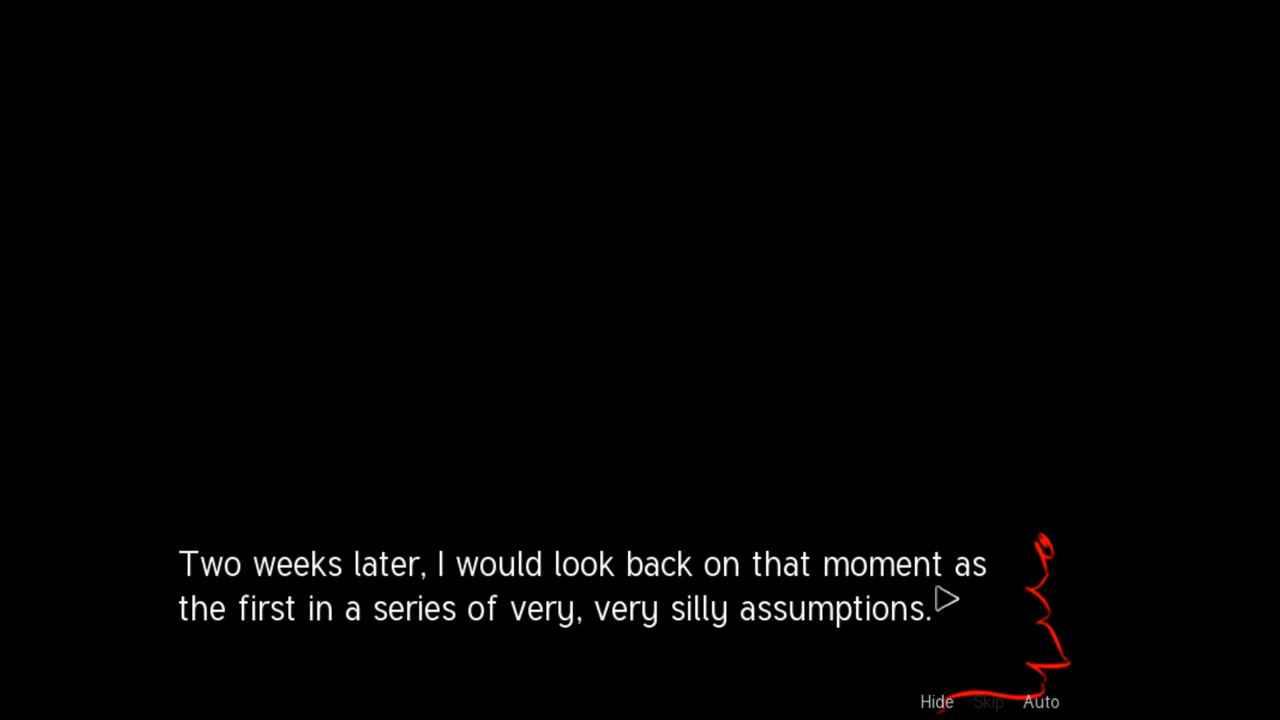 Two weeks later, I would look back on that moment as
the first in a series of very, very silly assumptions.
Hide Skip Auto